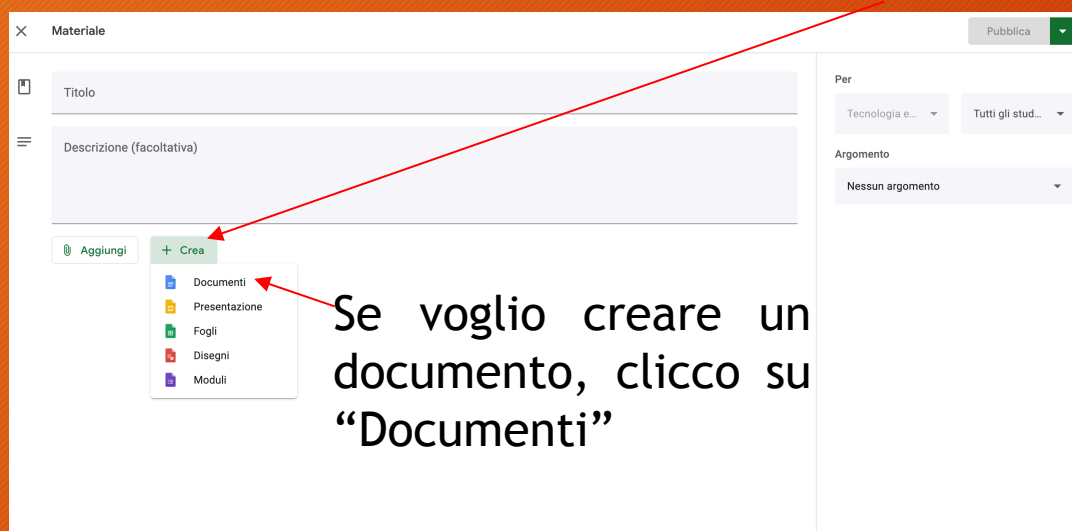 Materiale
Pubblica
Titolo
Descrizione (facoltativa)
Per
Tecnologia e...
Tutti gli stud...
Argomento
Nessun argomento
Aggiungi
+ Crea
Documenti
Presentazione
Fogli
Disegni
Moduli
Se voglio creare un
documento, clicco su
“Documenti”